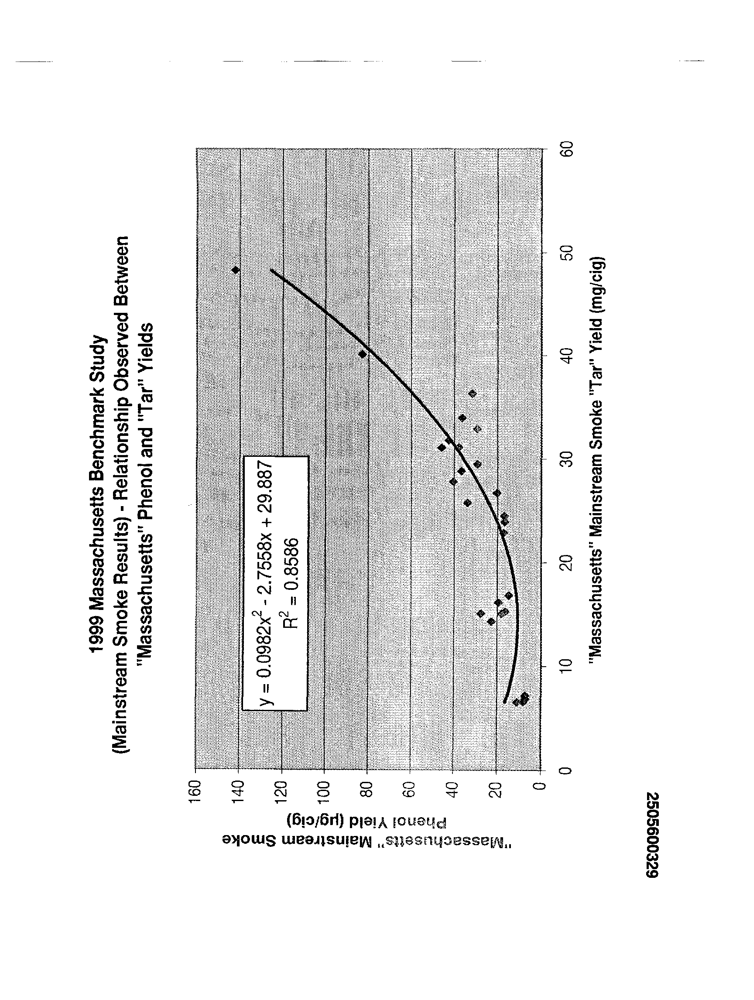 1999 Massachusetts Benchmark Study
(Mainstream Smoke Results) - Relationship Observed Between
"Massachusetts" Phenol and "Tar" Yields
y = 0.0982x² - 2.7558x + 29.887
R² = 0.8586
"Massachusetts" Mainstream Smoke
Phenol Yield (µg/cig)
160
140
120
100
80
60
40
20
0
0
10
20
30
40
50
60
"Massachusetts" Mainstream Smoke "Tar" Yield (mg/cig)
2505600329